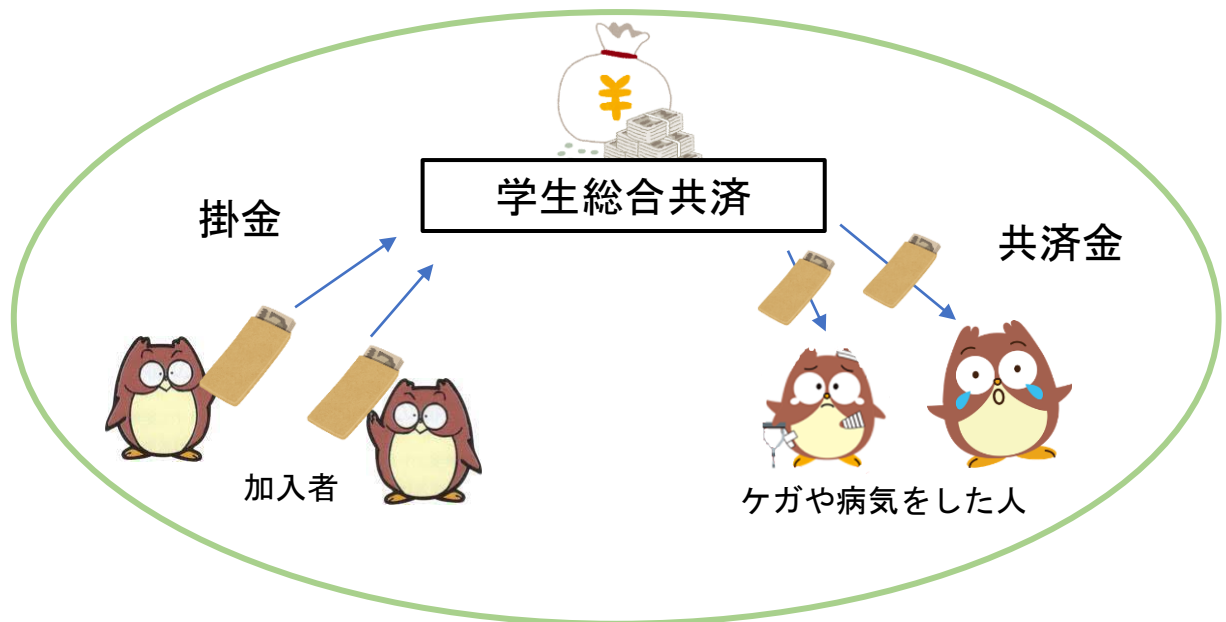 ¥
学生総合共済
掛金
共済金
加入者
ケガや病気をした人